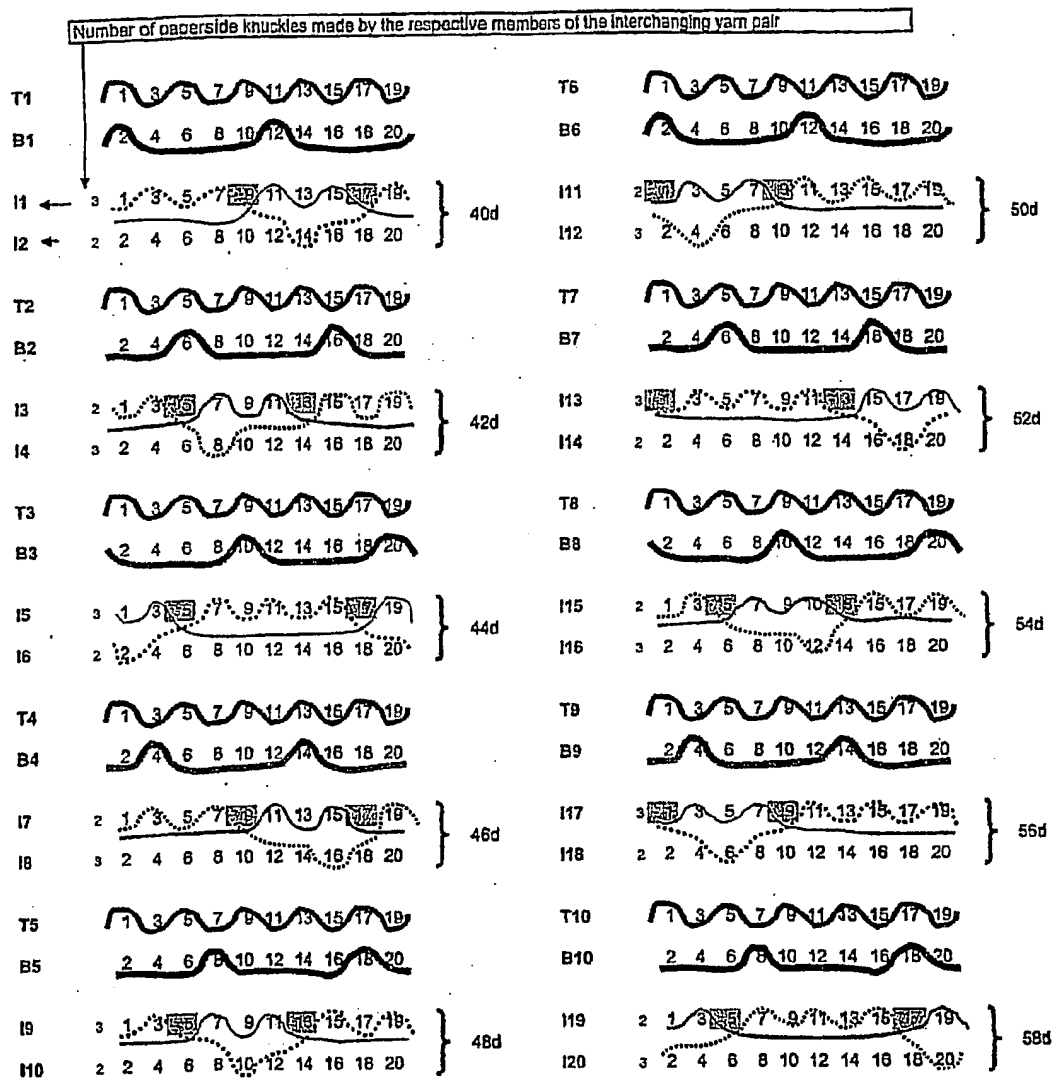 Number of paperside knuckles made by the respective members of the interchanging yarn pair
T1 1 3 5 7 9 11 13 15 17 19
B1 2 4 6 8 10 12 14 16 18 20
I1 3 1 3 5 7 9 11 13 15 17 19 40d
I2 2 2 4 6 8 10 12 14 16 18 20
T2 1 3 5 7 9 11 13 15 17 19
B2 2 4 6 8 10 12 14 16 18 20
I3 2 1 3 5 7 9 11 13 15 17 19 42d
I4 3 2 4 6 8 10 12 14 16 18 20
T3 1 3 5 7 9 11 13 15 17 19
B3 2 4 6 8 10 12 14 16 18 20
I5 3 1 3 5 7 9 11 13 15 17 19 44d
I6 2 2 4 6 8 10 12 14 16 18 20
T4 1 3 5 7 9 11 13 15 17 19
B4 2 4 6 8 10 12 14 16 18 20
I7 2 1 3 5 7 9 11 13 15 17 19 46d
I8 3 2 4 6 8 10 12 14 16 18 20
T5 1 3 5 7 9 11 13 15 17 19
B5 2 4 6 8 10 12 14 16 18 20
I9 3 1 3 5 7 9 11 13 15 17 19 48d
I10 2 2 4 6 8 10 12 14 16 18 20
T6 1 3 5 7 9 11 13 15 17 19
B6 2 4 6 8 10 12 14 16 18 20
I11 2 1 3 5 7 9 11 13 15 17 19 50d
I12 3 2 4 6 8 10 12 14 16 18 20
T7 1 3 5 7 9 11 13 15 17 19
B7 2 4 6 8 10 12 14 16 18 20
I13 3 1 3 5 7 9 11 13 15 17 19 52d
I14 2 2 4 6 8 10 12 14 16 18 20
T8 1 3 5 7 9 11 13 15 17 19
B8 2 4 6 8 10 12 14 16 18 20
I15 2 1 3 5 7 9 10 13 15 17 19 54d
I16 3 2 4 6 8 10 12 14 16 18 20
T9 1 3 5 7 9 11 13 15 17 19
B9 2 4 6 8 10 12 14 16 18 20
I17 3 1 3 5 7 9 11 13 15 17 19 56d
I18 2 2 4 6 8 10 12 14 16 18 20
T10 1 3 5 7 9 11 13 15 17 19
B10 2 4 6 8 10 12 14 16 18 20
I19 2 1 3 5 7 9 11 13 15 17 19 58d
I20 3 2 4 6 8 10 12 14 16 18 20